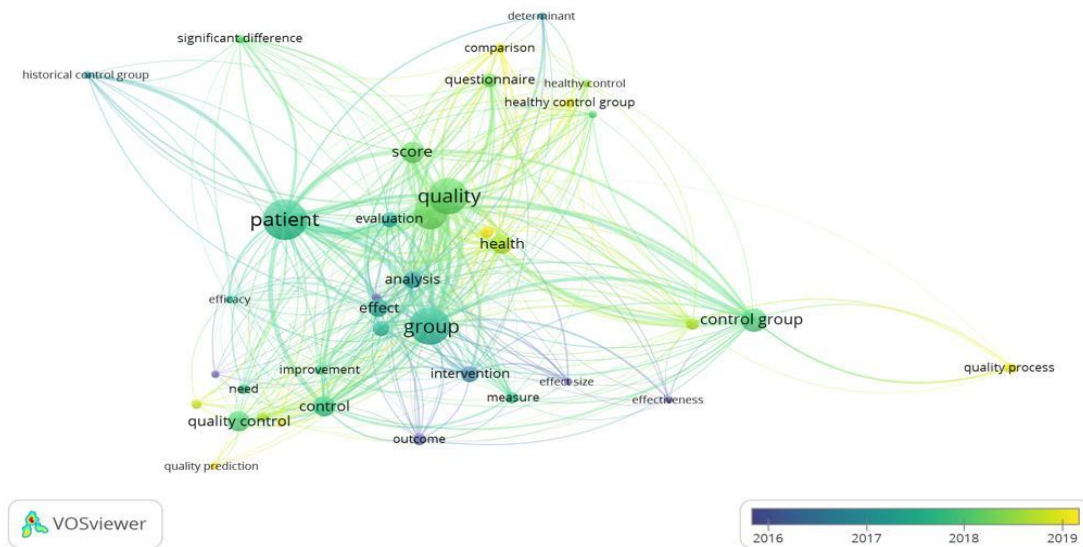 determinant
significant difference
comparison
historical control group
questionnaire
healthy control
healthy control group
score
quality
patient
evaluation
health
analysis
efficacy
effect
group
control group
improvement
intervention
quality process
effect size
need
measure
effectiveness
control
quality control
outcome
quality prediction
VOSviewer
2016 2017 2018 2019